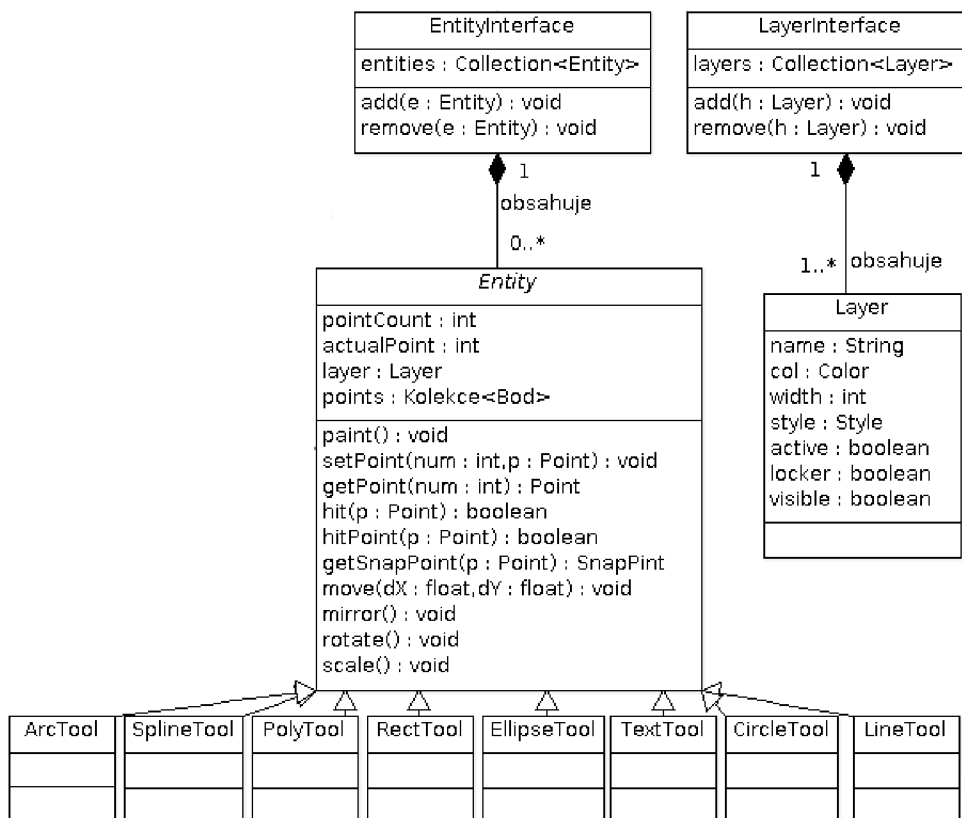 EntityInterface
entities : Collection<Entity>
add(e : Entity) : void
remove(e : Entity) : void
LayerInterface
layers : Collection<Layer>
add(h : Layer) : void
remove(h : Layer) : void
1
obsahuje
0..*
1
1..*
obsahuje
Entity
pointCount : int
actualPoint : int
layer : Layer
points : Kolekce<Bod>
paint() : void
setPoint(num : int,p : Point) : void
getPoint(num : int) : Point
hit(p : Point) : boolean
hitPoint(p : Point) : boolean
getSnapPoint(p : Point) : SnapPint
move(dX : float,dY : float) : void
mirror() : void
rotate() : void
scale() : void
Layer
name : String
col : Color
width : int
style : Style
active : boolean
locker : boolean
visible : boolean
ArcTool
SplineTool
PolyTool
RectTool
EllipseTool
TextTool
CircleTool
LineTool